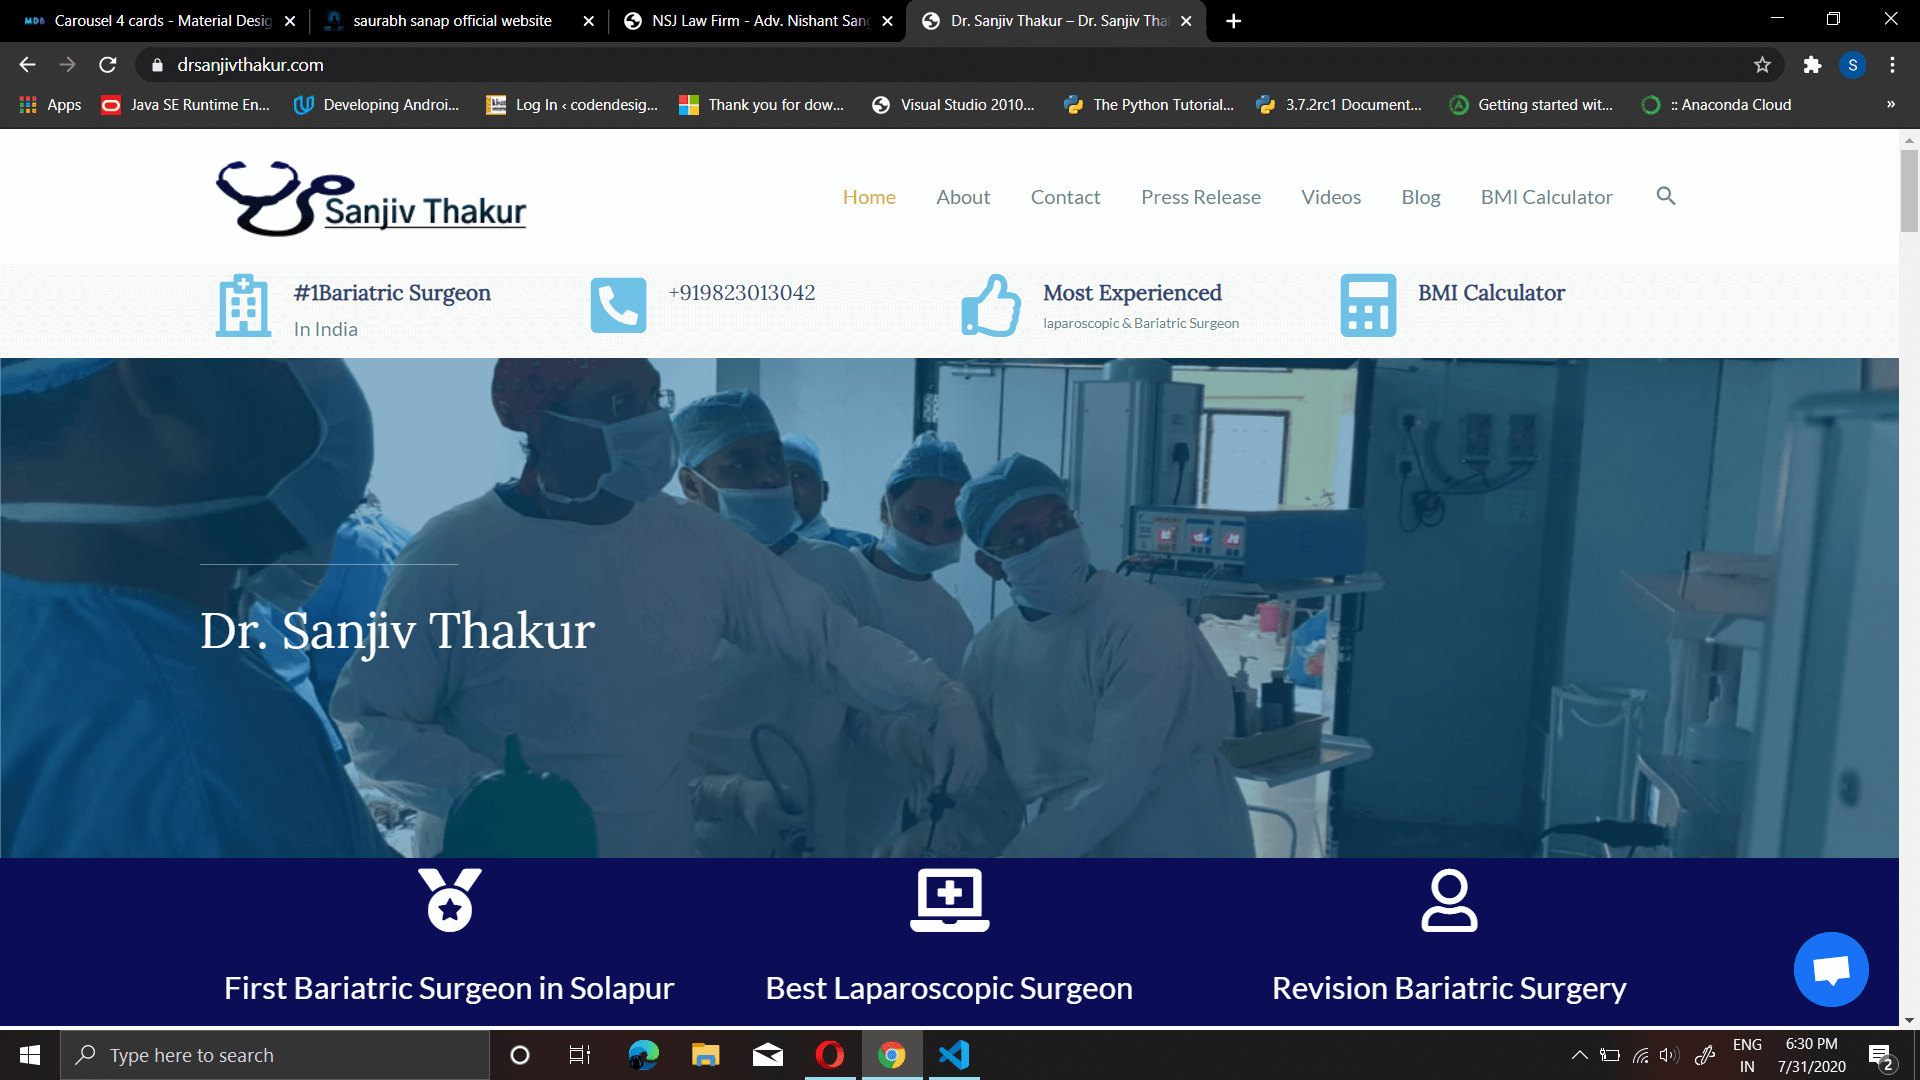 MDB Carousel 4 cards - Material Desig
saurabh sanap official website
NSJ Law Firm - Adv. Nishant San
Dr. Sanjiv Thakur – Dr. Sanjiv Tha
drsanjivthakur.com
S
Apps
Java SE Runtime En...
Developing Androi...
Log In ‹ codendesig...
Thank you for dow...
Visual Studio 2010...
The Python Tutorial...
3.7.2rc1 Document...
Getting started wit...
:: Anaconda Cloud
»
Sanjiv Thakur
Home
About
Contact
Press Release
Videos
Blog
BMI Calculator
#1Bariatric Surgeon
In India
+919823013042
Most Experienced
laparoscopic & Bariatric Surgeon
BMI Calculator
Dr. Sanjiv Thakur
First Bariatric Surgeon in Solapur
Best Laparoscopic Surgeon
Revision Bariatric Surgery
Type here to search
ENG
IN
6:30 PM
7/31/2020
2